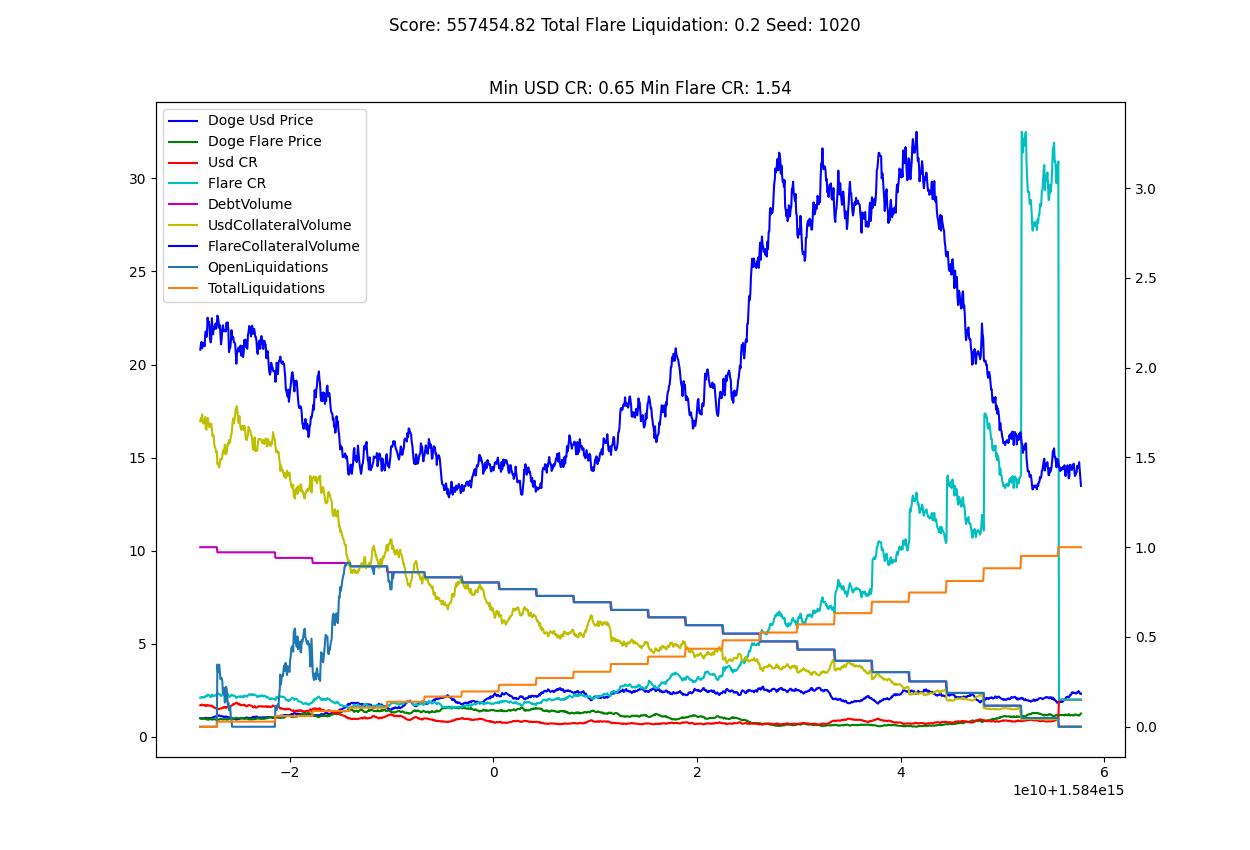 Score: 557454.82 Total Flare Liquidation: 0.2 Seed: 1020
Min USD CR: 0.65 Min Flare CR: 1.54
Doge Usd Price
Doge Flare Price
Usd CR
Flare CR
DebtVolume
UsdCollateralVolume
FlareCollateralVolume
OpenLiquidations
TotalLiquidations
30
25
20
15
10
5
0
3.0
2.5
2.0
1.5
1.0
0.5
0.0
−2 0 2 4 6
1e10+1.584e15